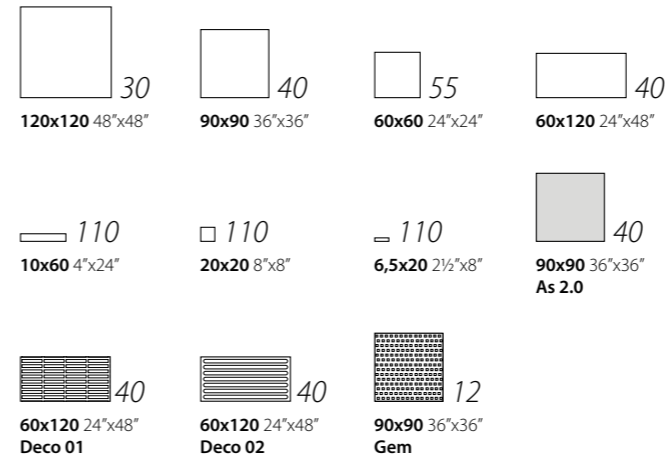 30
120x120 48”x48”
40
90x90 36”x36”
55
60x60 24”x24”
40
60x120 24”x48”
110
10x60 4”x24”
110
20x20 8”x8”
110
6,5x20 2½”x8”
40
90x90 36”x36”
As 2.0
40
60x120 24”x48”
Deco 01
40
60x120 24”x48”
Deco 02
12
90x90 36”x36”
Gem